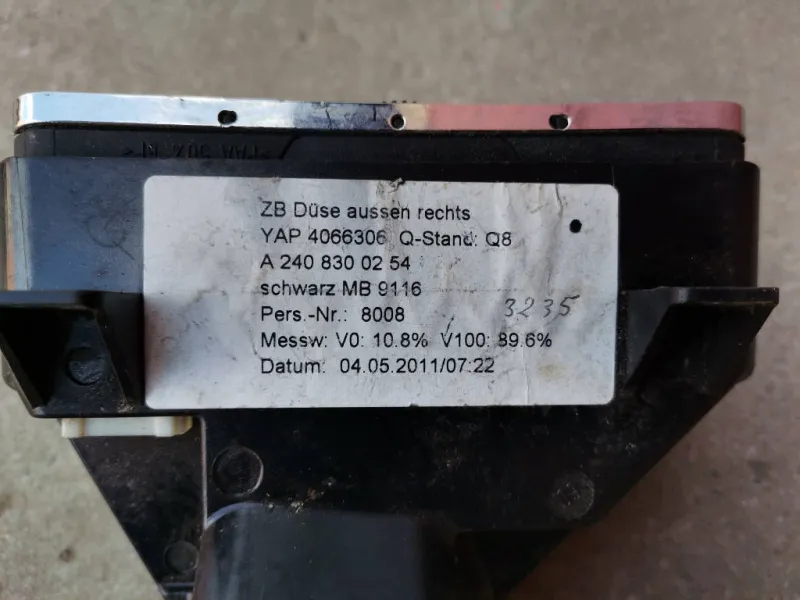 ZB Düse aussen rechts
YAP 4066306 Q-Stand: Q8
A 240 830 02 54
schwarz MB 9116
Pers.-Nr.: 8008 3235
Messw: V0: 10.8% V100: 89.6%
Datum: 04.05.2011/07:22